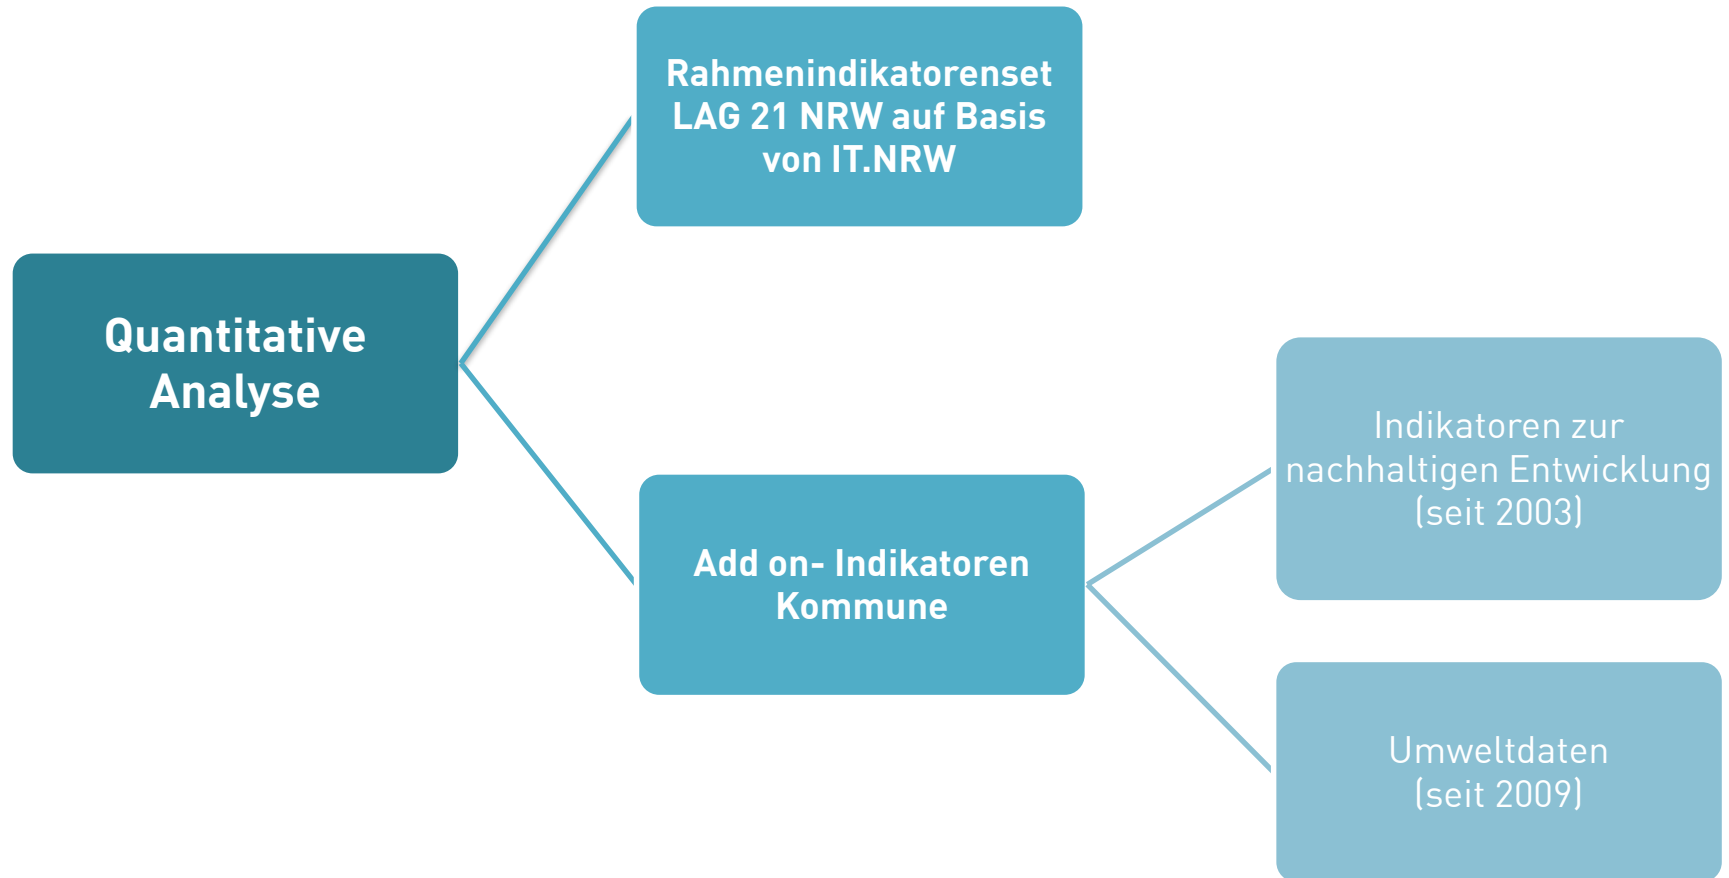 Rahmenindikatorenset
LAG 21 NRW auf Basis
von IT.NRW
Quantitative
Analyse
Add on- Indikatoren
Kommune
Indikatoren zur
nachhaltigen Entwicklung
(seit 2003)
Umweltdaten
(seit 2009)